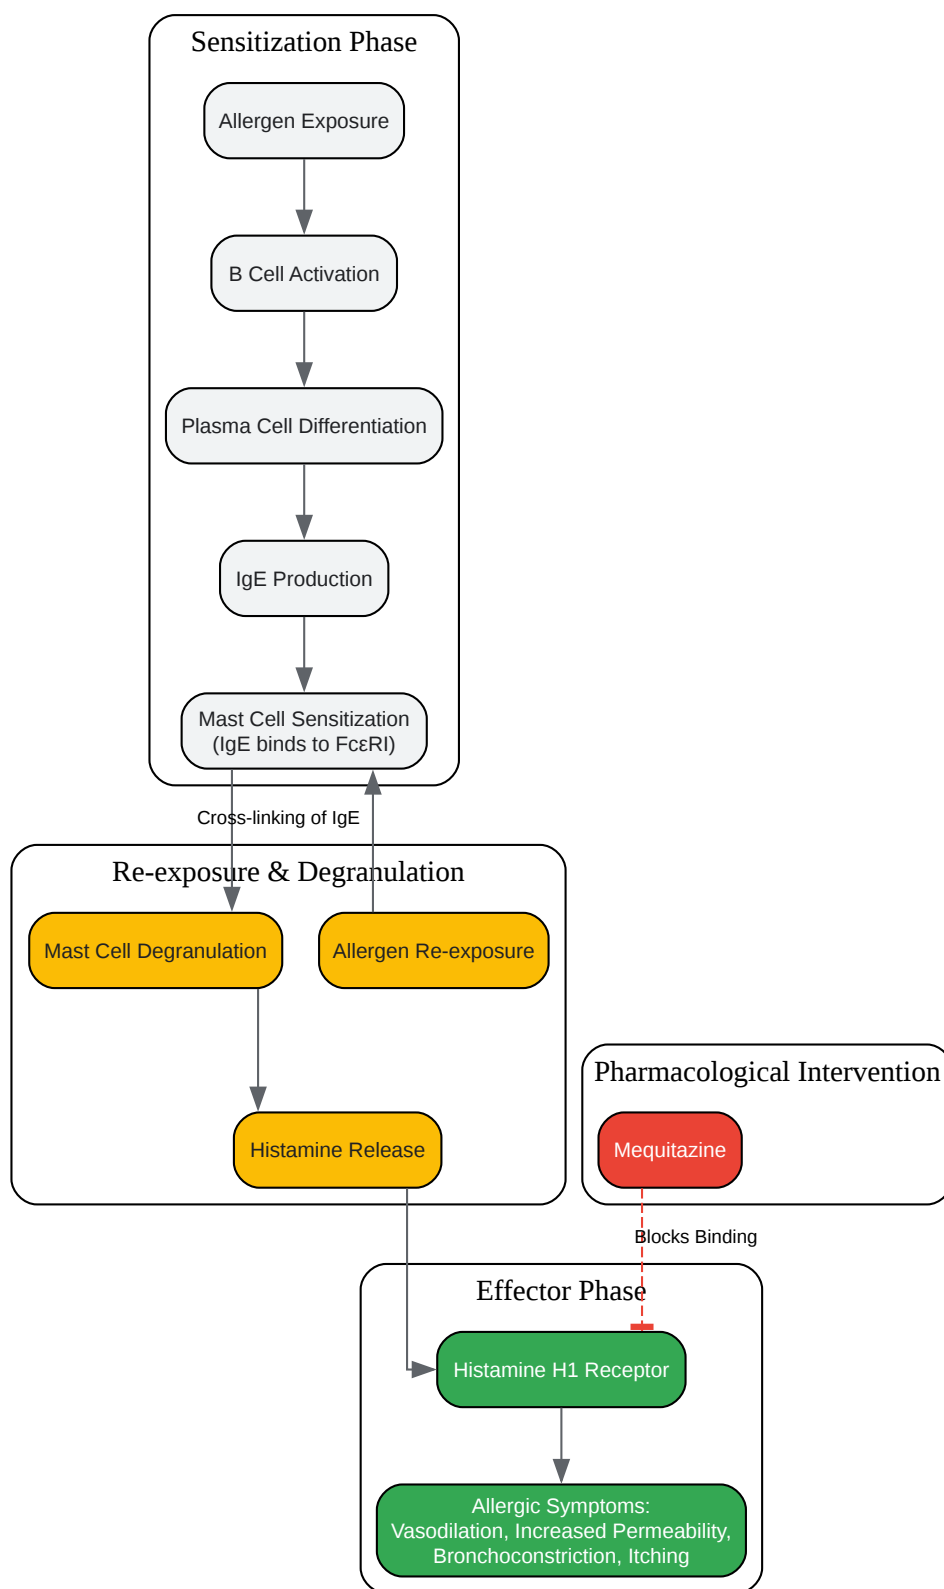 Sensitization Phase
Allergen Exposure
B Cell Activation
Plasma Cell Differentiation
IgE Production
Mast Cell Sensitization
(IgE binds to FcεRI)
Cross-linking of IgE
Re-exposure & Degranulation
Mast Cell Degranulation
Allergen Re-exposure
Pharmacological Intervention
Histamine Release
Mequitazine
Blocks Binding
Effector Phase
Histamine H1 Receptor
Allergic Symptoms:
Vasodilation, Increased Permeability,
Bronchoconstriction, Itching